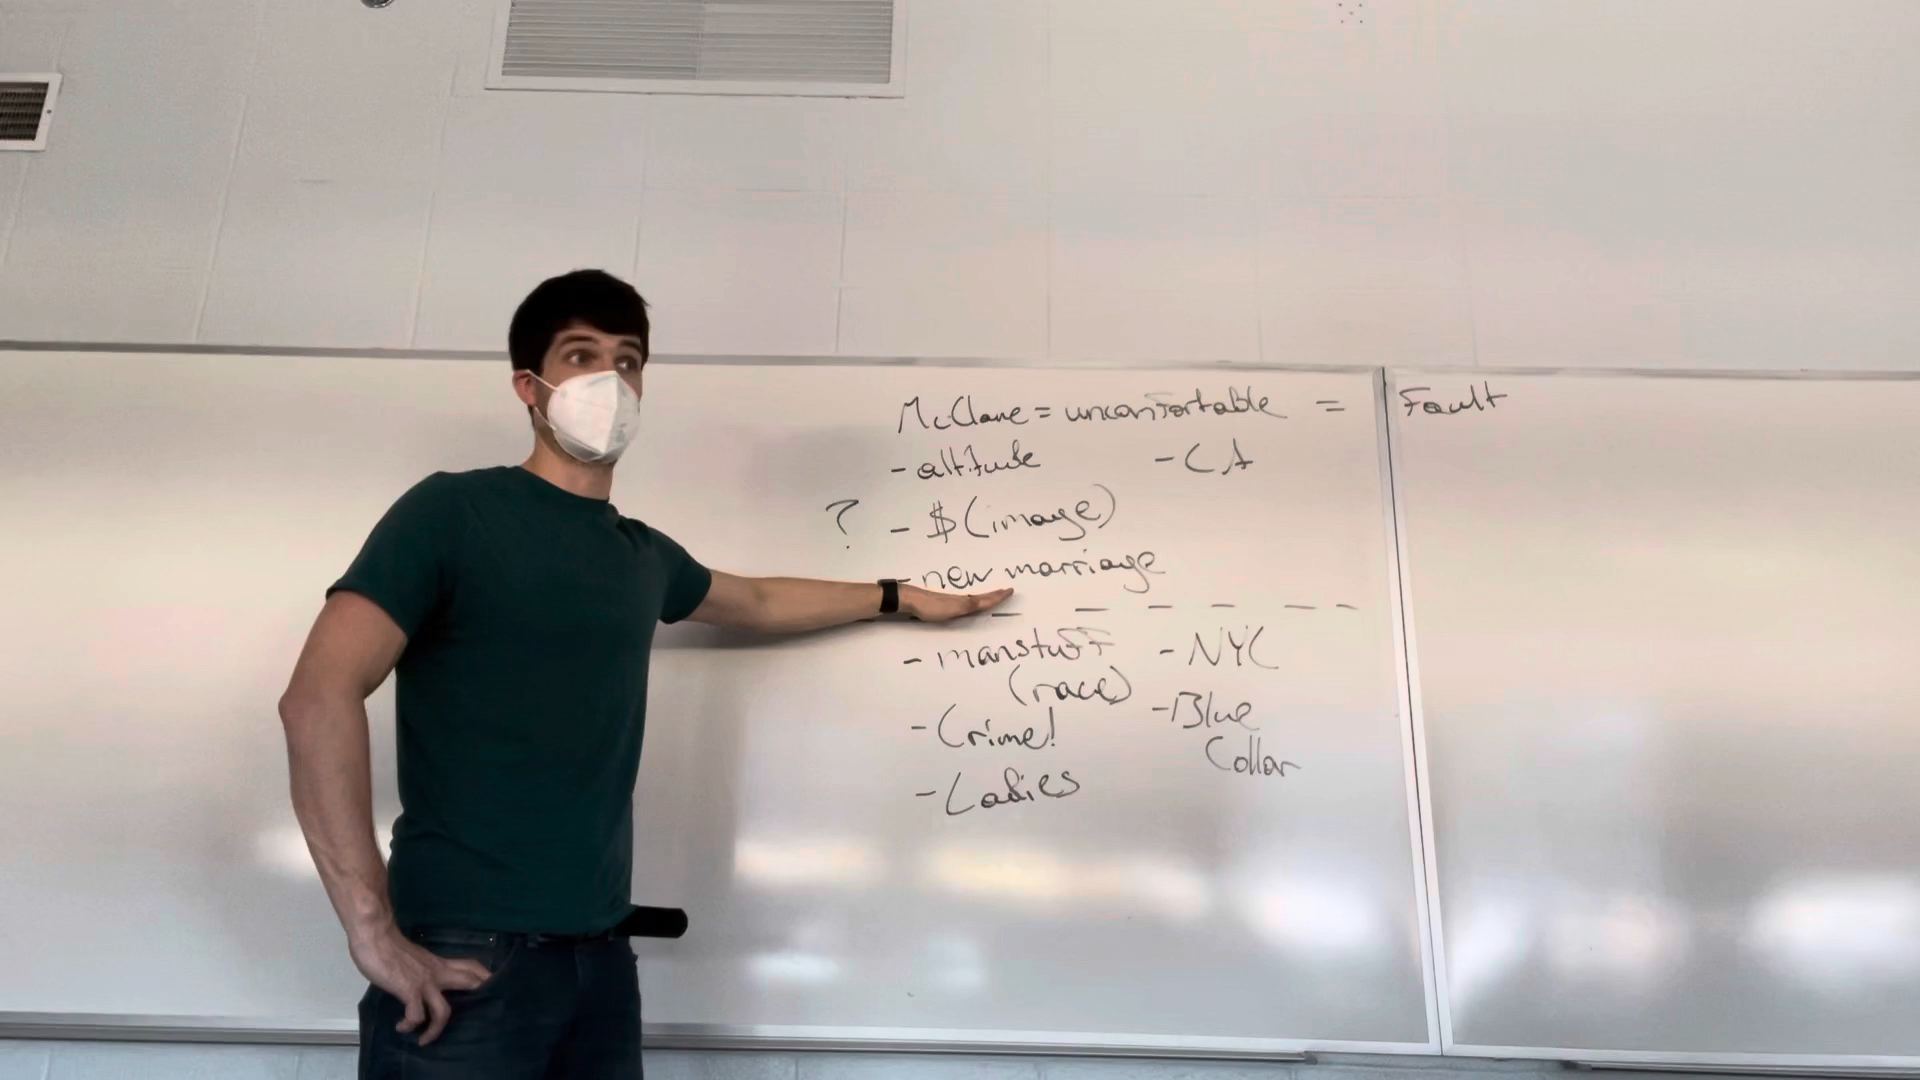 McClane = uncomfortable = Fault
- altitude - CA
? - $(image)
- new marriage
- manstuff - NYC
(race)
- Blue
- Crime!
Collar
- Ladies